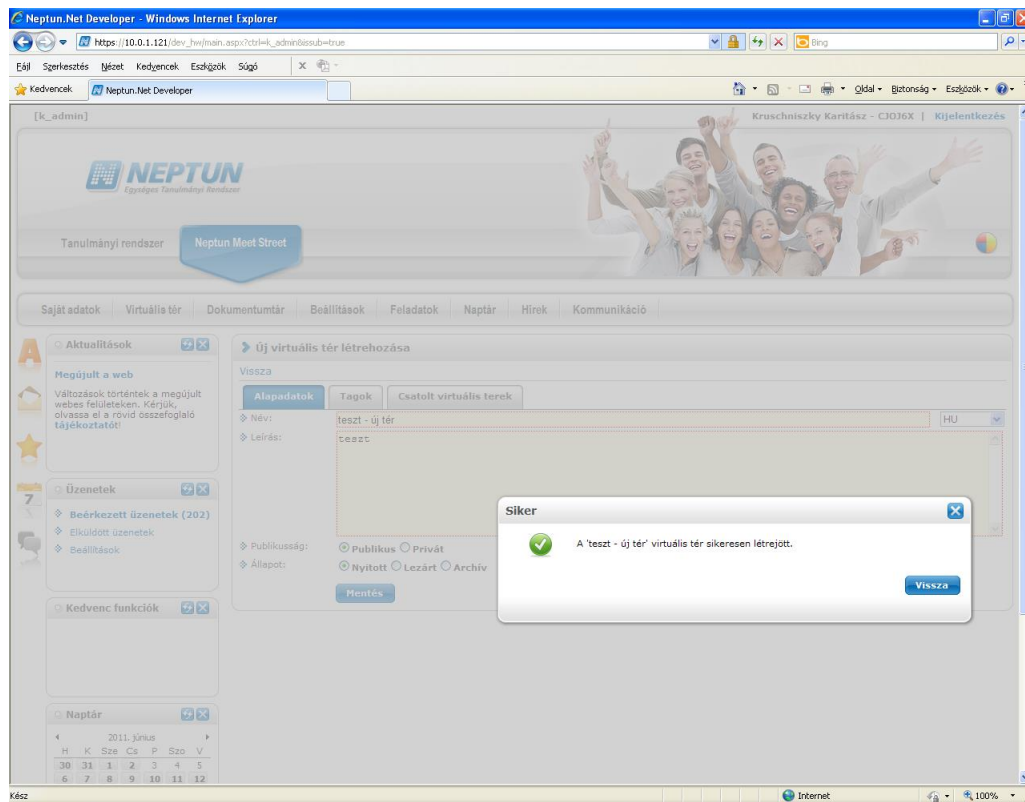 Neptun.Net Developer - Windows Internet Explorer
https://10.0.1.121/dev_hw/main.aspx?ctrl=k_admin&issub=true
Bing
Fájl Szerkesztés Nézet Kedvencek Eszközök Súgó
Kedvencek Neptun.Net Developer Oldal Biztonság Eszközök
[k_admin] Kruschniszky Karitász - CJOJ6X | Kijelentkezés
NEPTUN
Egységes Tanulmányi Rendszer
Tanulmányi rendszer Neptun Meet Street
Saját adatok Virtuális tér Dokumentumtár Beállítások Feladatok Naptár Hírek Kommunikáció
Aktualitások
Megújult a web
Változások történtek a megújult
webes felületeken. Kérjük,
olvassa el a rövid összefoglaló
tájékoztatót!
Üzenetek
7
Beérkezett üzenetek (202)
Elküldött üzenetek
Beállítások
Kedvenc funkciók
Naptár
2011. június
H K Sze Cs P Szo V
30 31 1 2 3 4 5
6 7 8 9 10 11 12
Új virtuális tér létrehozása
Vissza
Alapadatok Tagok Csatolt virtuális terek
Név: teszt - új tér HU
Leírás: teszt
Publikusság: Publikus Privát
Állapot: Nyitott Lezárt Archív
Mentés
Siker
A 'teszt - új tér' virtuális tér sikeresen létrejött.
Vissza
Kész Internet 100%